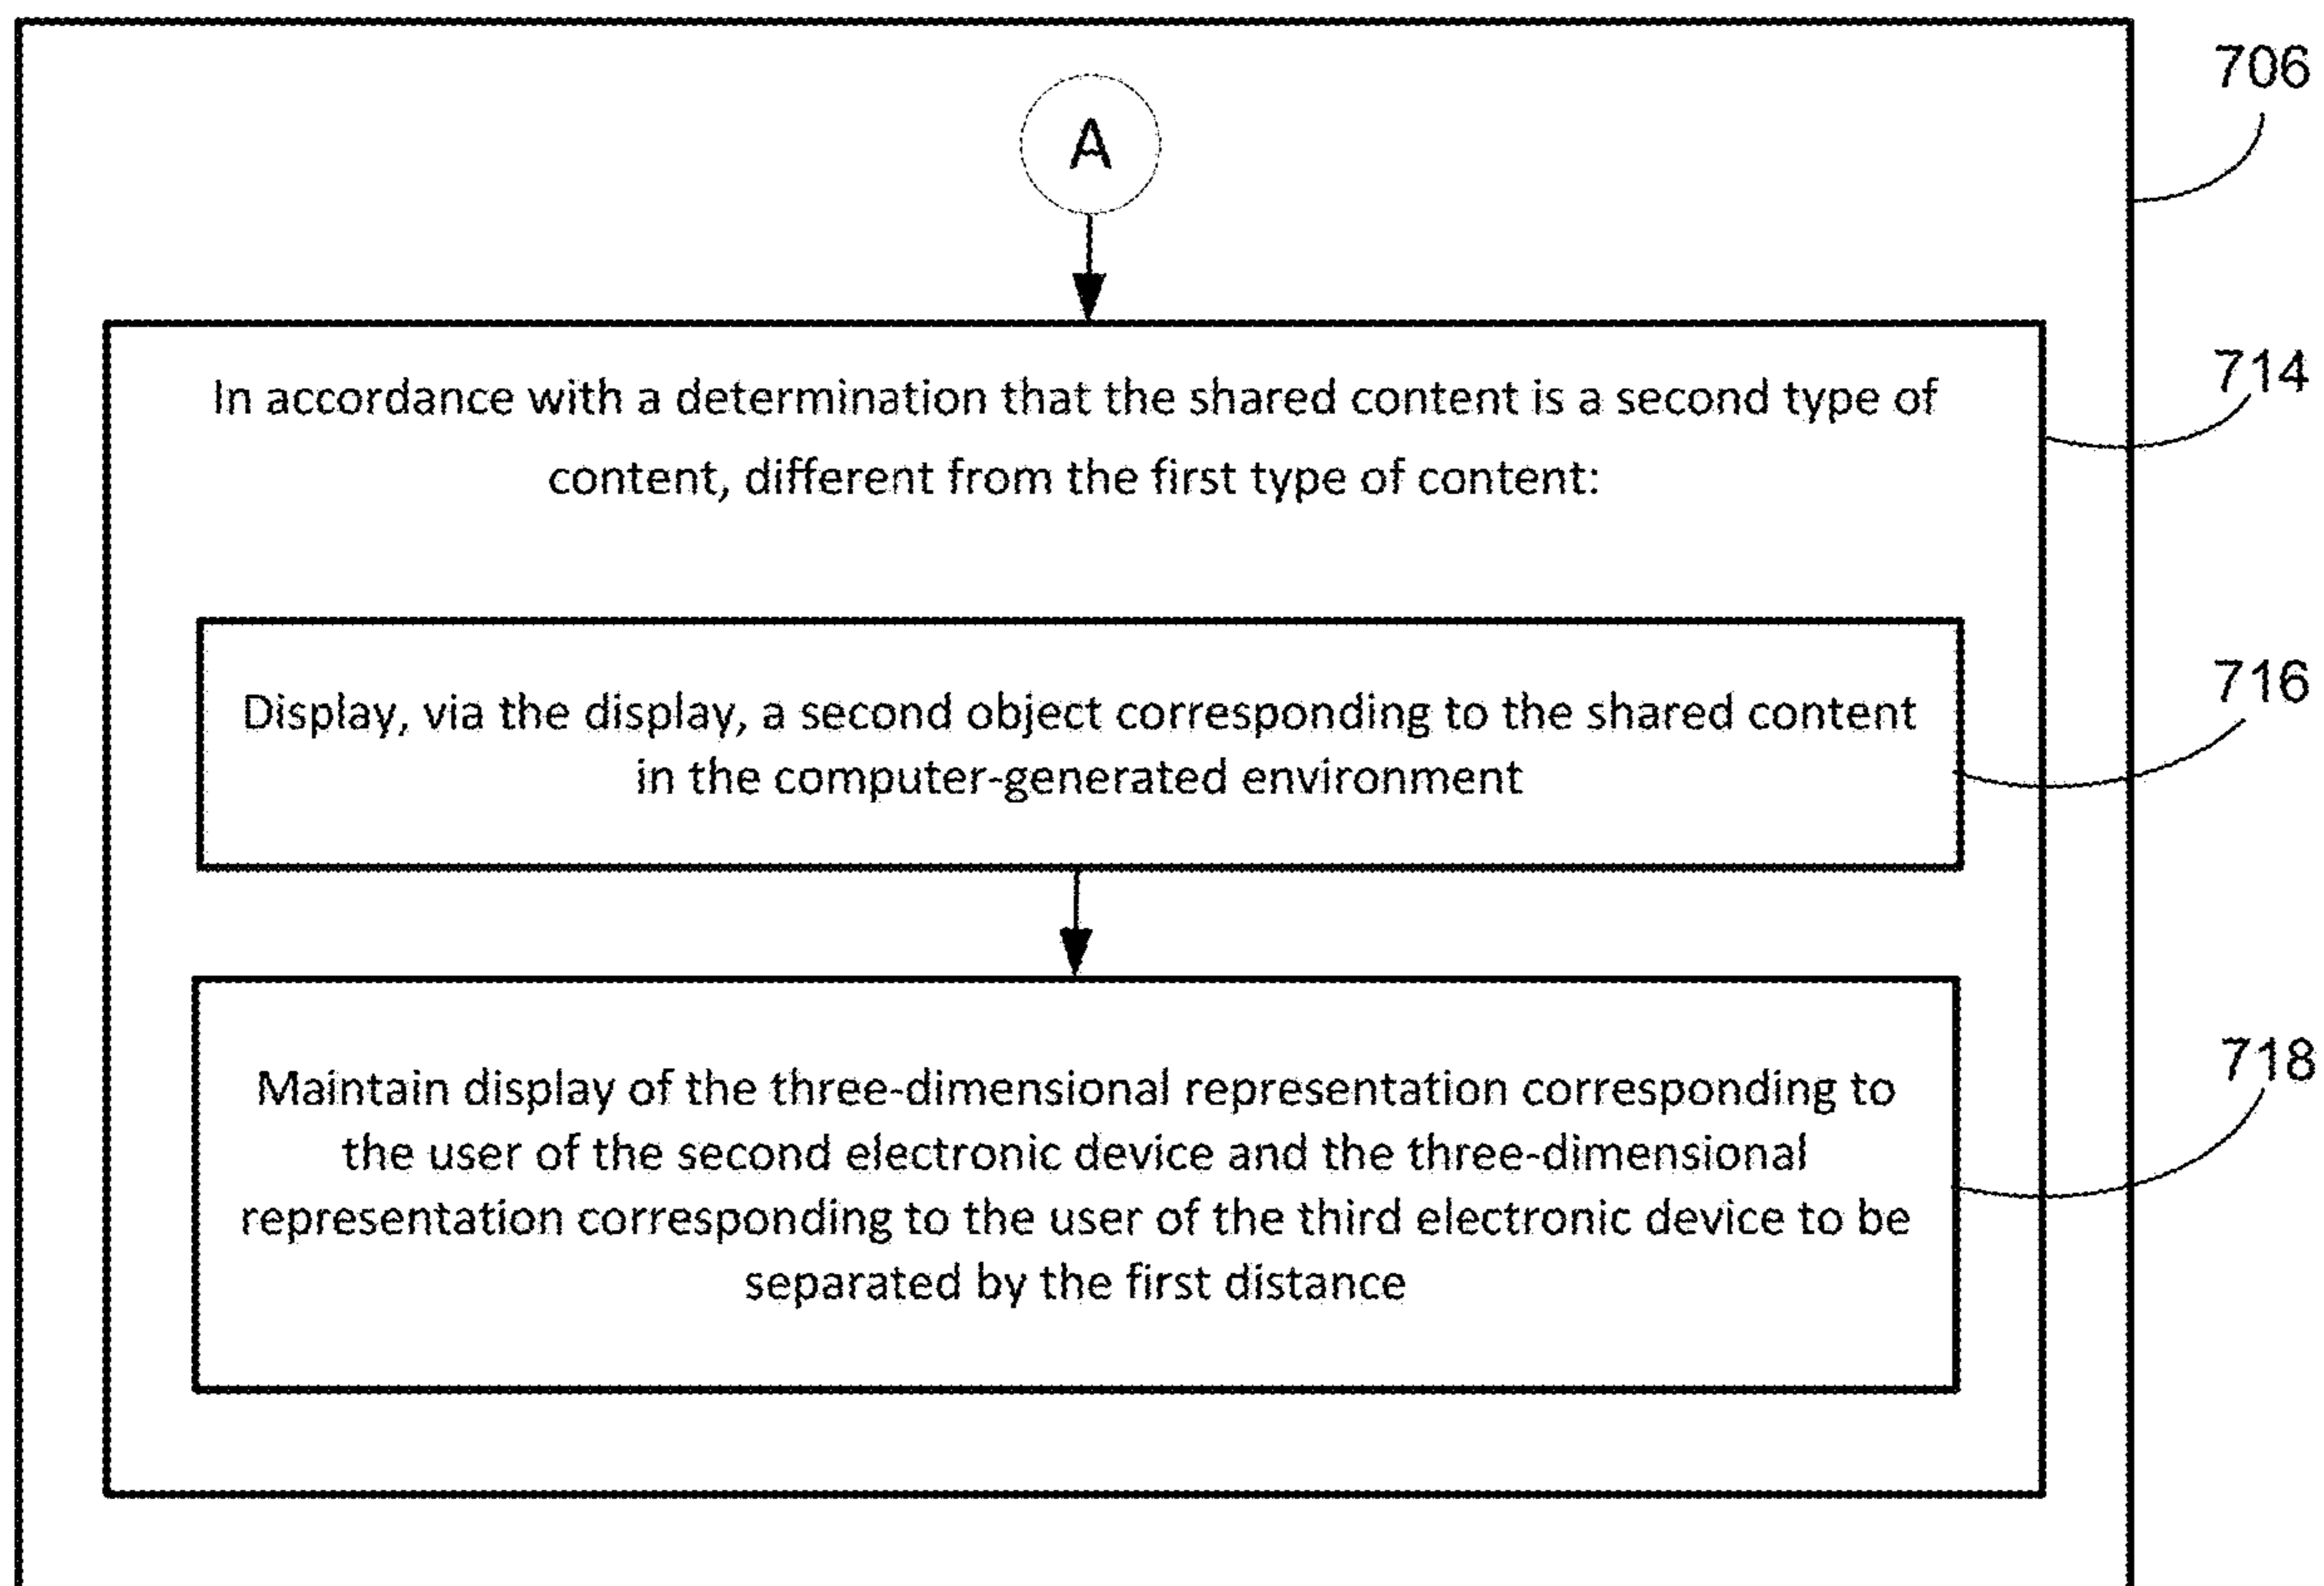 706
A
714
In accordance with a determination that the shared content is a second type of
content, different from the first type of content:
716
Display, via the display, a second object corresponding to the shared content
in the computer-generated environment
718
Maintain display of the three-dimensional representation corresponding to
the user of the second electronic device and the three-dimensional
representation corresponding to the user of the third electronic device to be
separated by the first distance